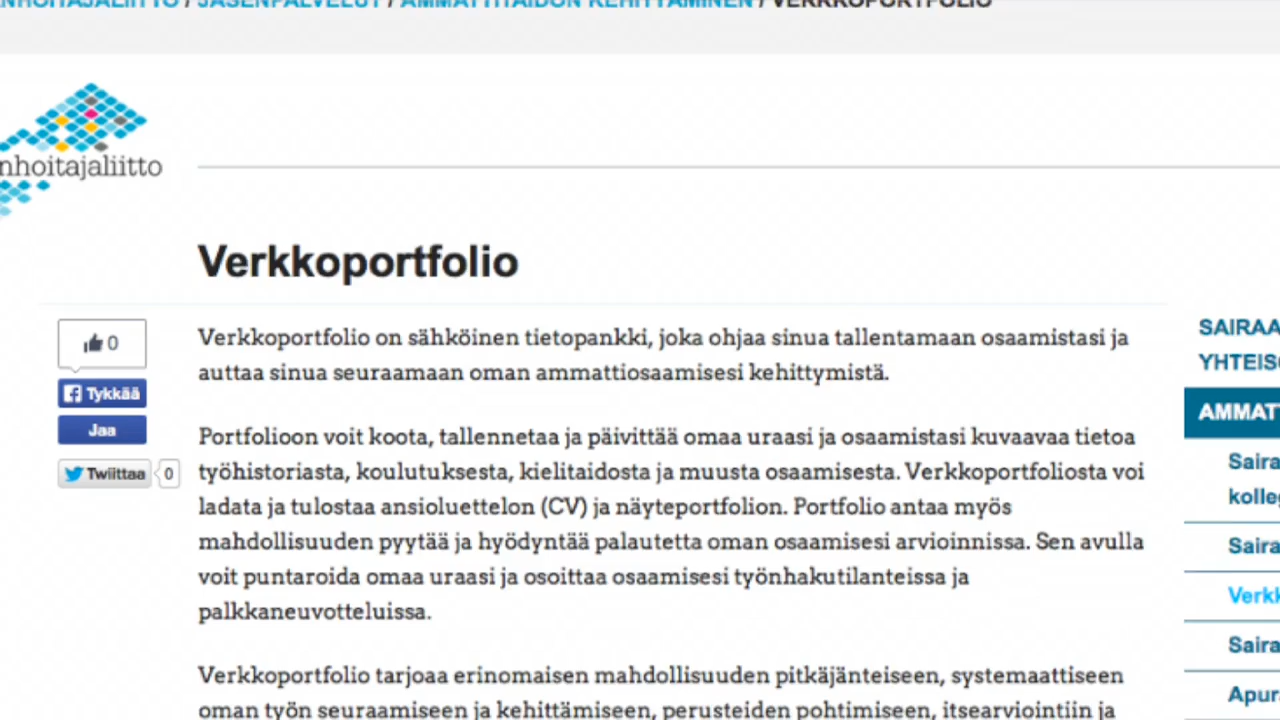 NHOITAJALIITTO / JÄSENPALVELUT / AMMATTITAIDON KEHITTÄMINEN / VERKKOPORTFOLIO
nhoitajaliitto
Verkkoportfolio
0
Tykkää
Jaa
Twiittaa 0
Verkkoportfolio on sähköinen tietopankki, joka ohjaa sinua tallentamaan osaamistasi ja
auttaa sinua seuraamaan oman ammattiosaamisesi kehittymistä.
Portfolioon voit koota, tallennetaa ja päivittää omaa uraasi ja osaamistasi kuvaavaa tietoa
työhistoriasta, koulutuksesta, kielitaidosta ja muusta osaamisesta. Verkkoportfoliosta voi
ladata ja tulostaa ansioluettelon (CV) ja näyteportfolion. Portfolio antaa myös
mahdollisuuden pyytää ja hyödyntää palautetta oman osaamisesi arvioinnissa. Sen avulla
voit puntaroida omaa uraasi ja osoittaa osaamisesi työnhakutilanteissa ja
palkkaneuvotteluissa.
Verkkoportfolio tarjoaa erinomaisen mahdollisuuden pitkäjänteiseen, systemaattiseen
oman työn seuraamiseen ja kehittämiseen, perusteiden pohtimiseen, itsearviointiin ja
SAIRAA
YHTEIS
AMMAT
Saira
kolle
Saira
Verk
Saira
Apur